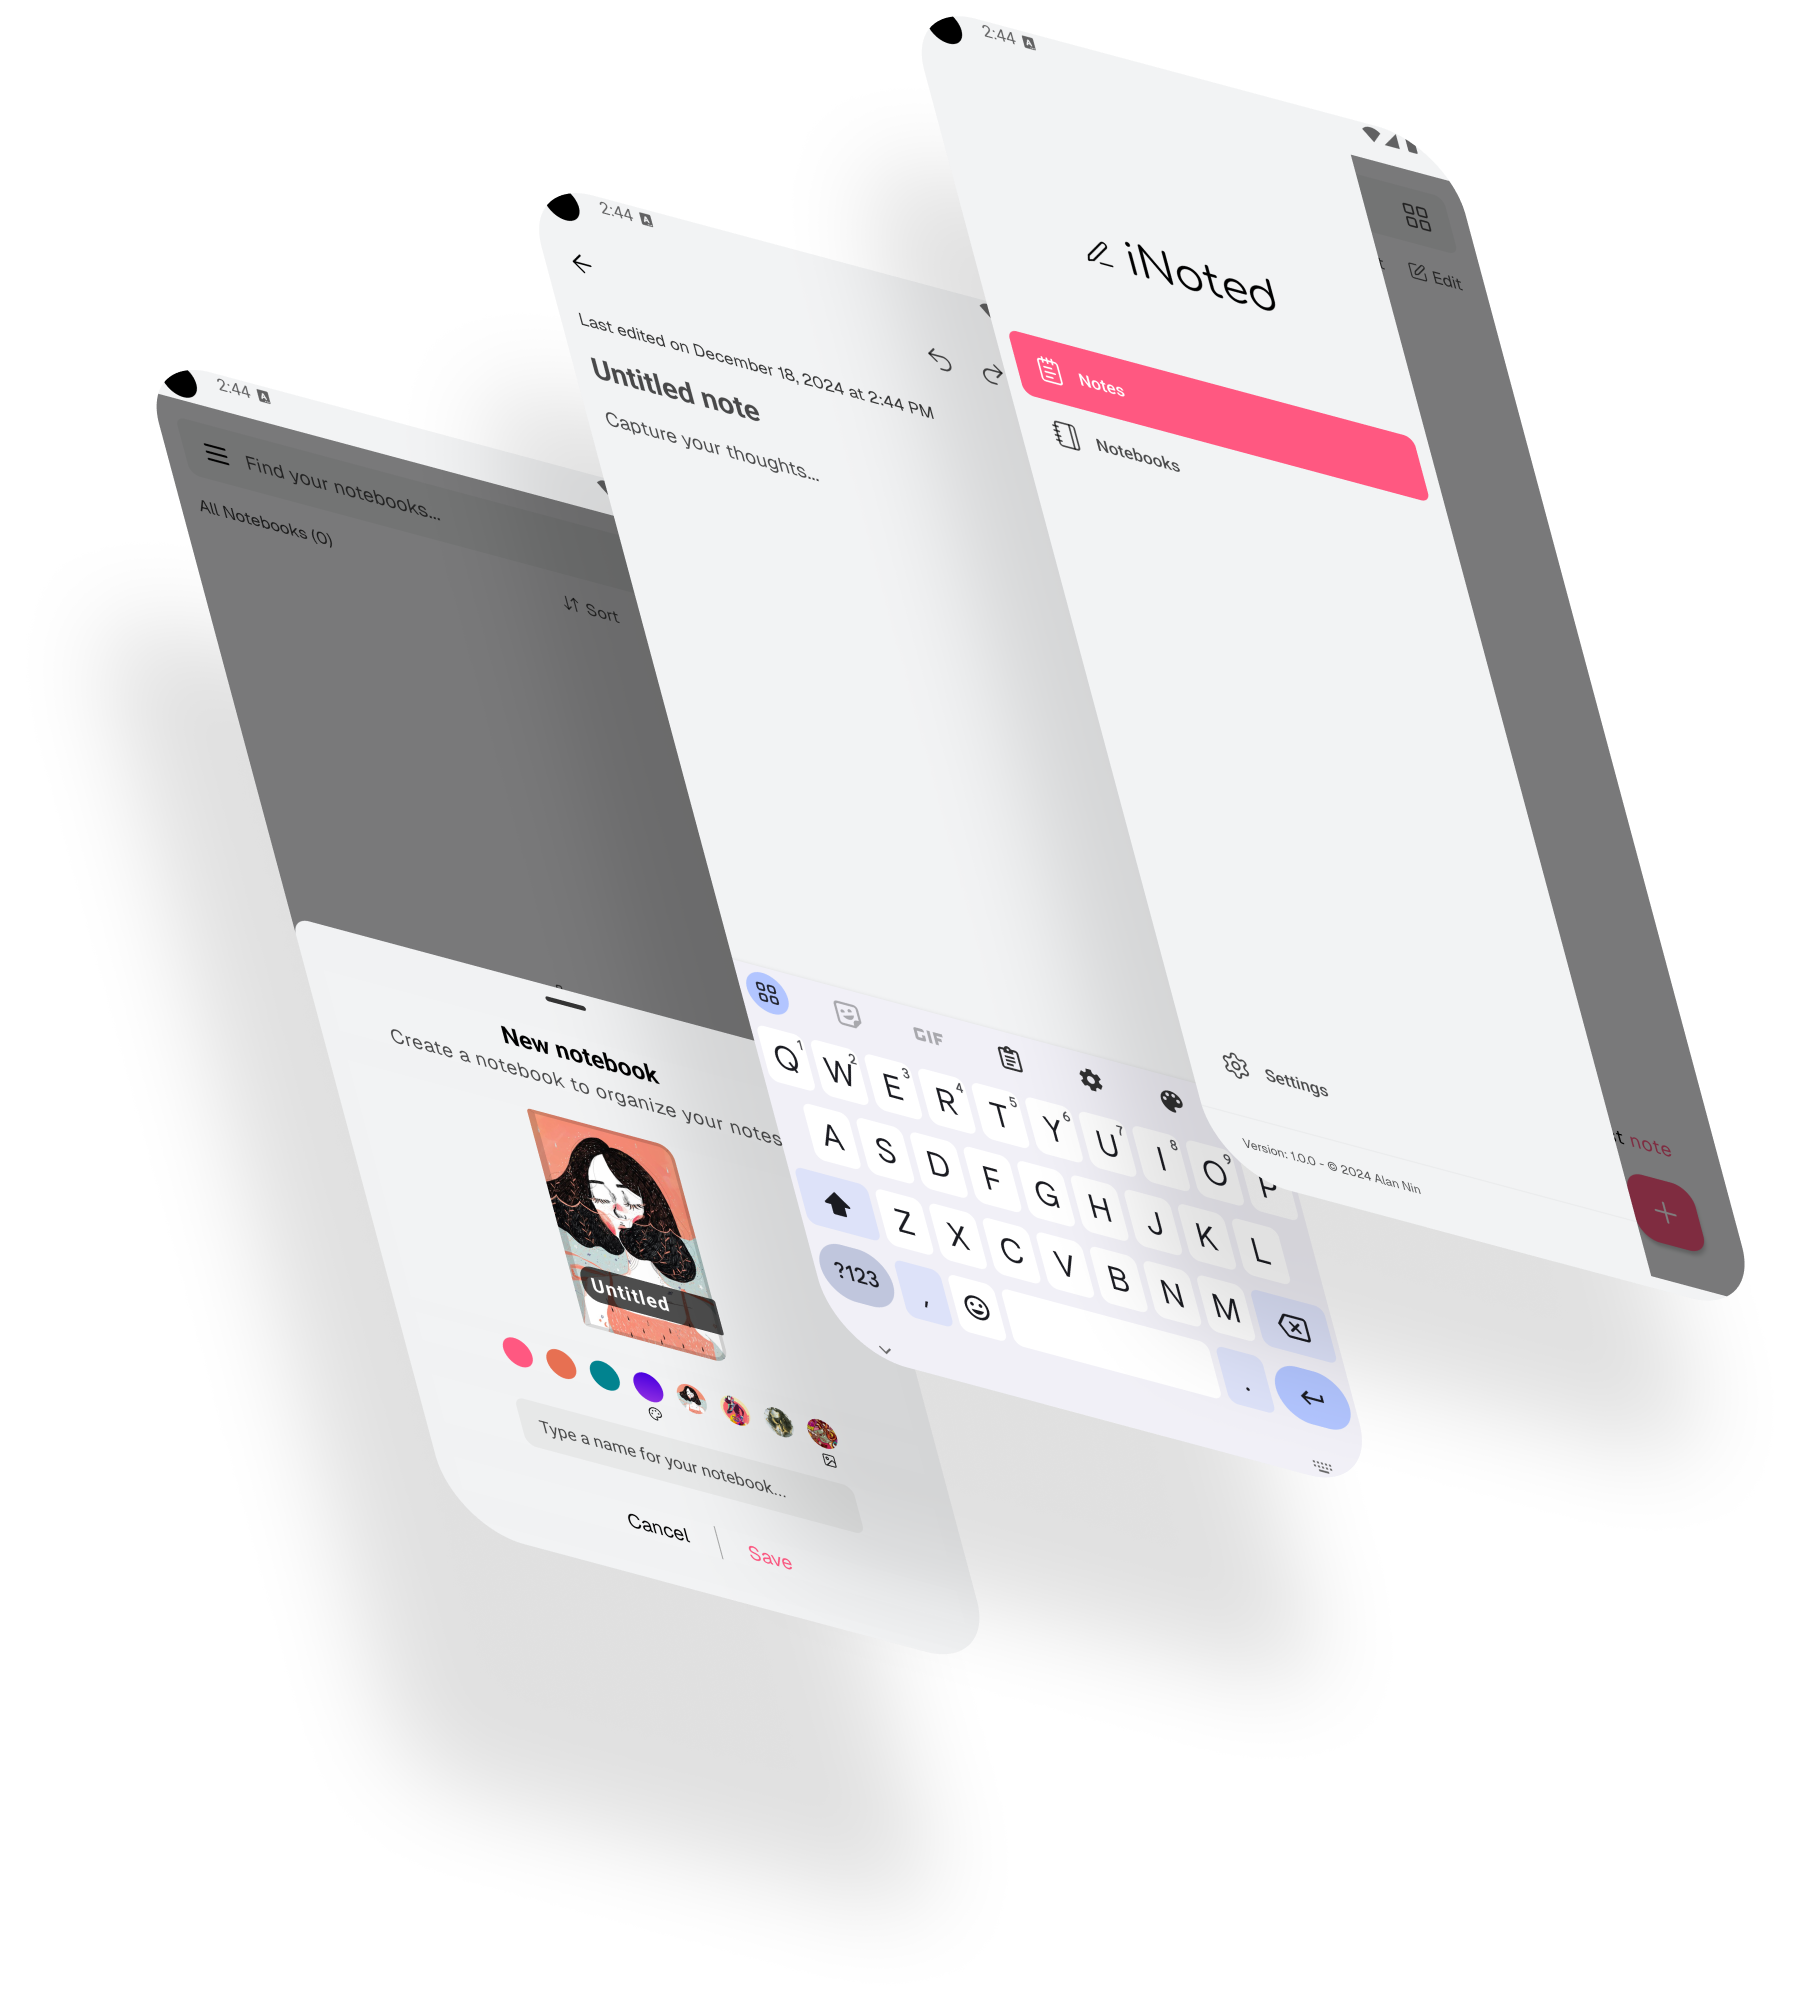 2:44
Find your notebooks...
All Notebooks (0)
Sort
New notebook
Create a notebook to organize your notes
Untitled
Type a name for your notebook...
Cancel
Save
2:44
Last edited on December 18, 2024 at 2:44 PM
Untitled note
Capture your thoughts...
GIF
Q 1 W 2 E 3 R 4 T 5 Y 6 U 7 I 8 O 9 P
A S D F G H J K L
Z X C V B N M
?123 , .
2:44
iNoted
Notes
Notebooks
Settings
Version: 1.0.0 - © 2024 Alan Nin
Edit
note